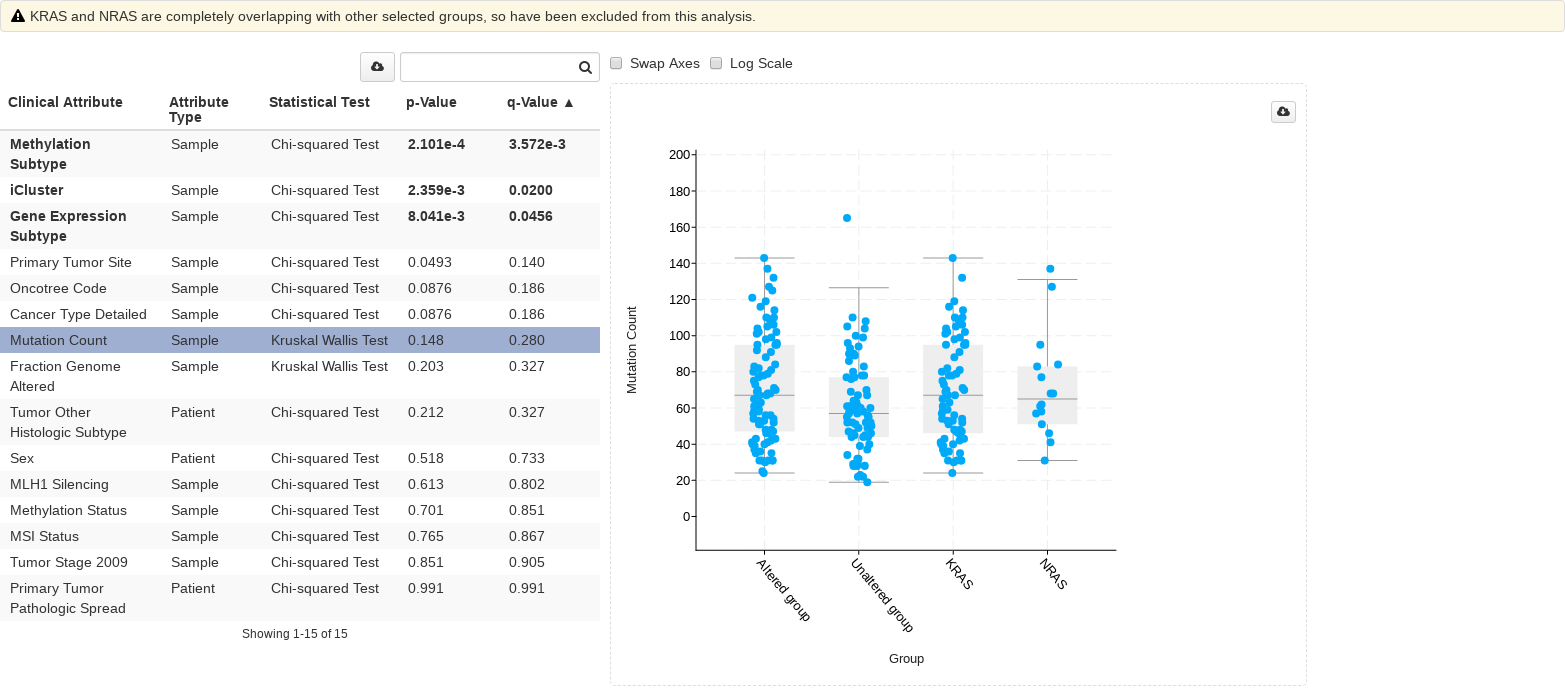 KRAS and NRAS are completely overlapping with other selected groups, so have been excluded from this analysis.
Swap Axes Log Scale
Clinical Attribute Attribute Type Statistical Test p-Value q-Value ▲
Methylation Subtype Sample Chi-squared Test 2.101e-4 3.572e-3
iCluster Sample Chi-squared Test 2.359e-3 0.0200
Gene Expression Subtype Sample Chi-squared Test 8.041e-3 0.0456
Primary Tumor Site Sample Chi-squared Test 0.0493 0.140
Oncotree Code Sample Chi-squared Test 0.0876 0.186
Cancer Type Detailed Sample Chi-squared Test 0.0876 0.186
Mutation Count Sample Kruskal Wallis Test 0.148 0.280
Fraction Genome Altered Sample Kruskal Wallis Test 0.203 0.327
Tumor Other Histologic Subtype Patient Chi-squared Test 0.212 0.327
Sex Patient Chi-squared Test 0.518 0.733
MLH1 Silencing Sample Chi-squared Test 0.613 0.802
Methylation Status Sample Chi-squared Test 0.701 0.851
MSI Status Sample Chi-squared Test 0.765 0.867
Tumor Stage 2009 Sample Chi-squared Test 0.851 0.905
Primary Tumor Pathologic Spread Patient Chi-squared Test 0.991 0.991
Showing 1-15 of 15
Mutation Count
200
180
160
140
120
100
80
60
40
20
0
Altered group
Unaltered group
KRAS
NRAS
Group